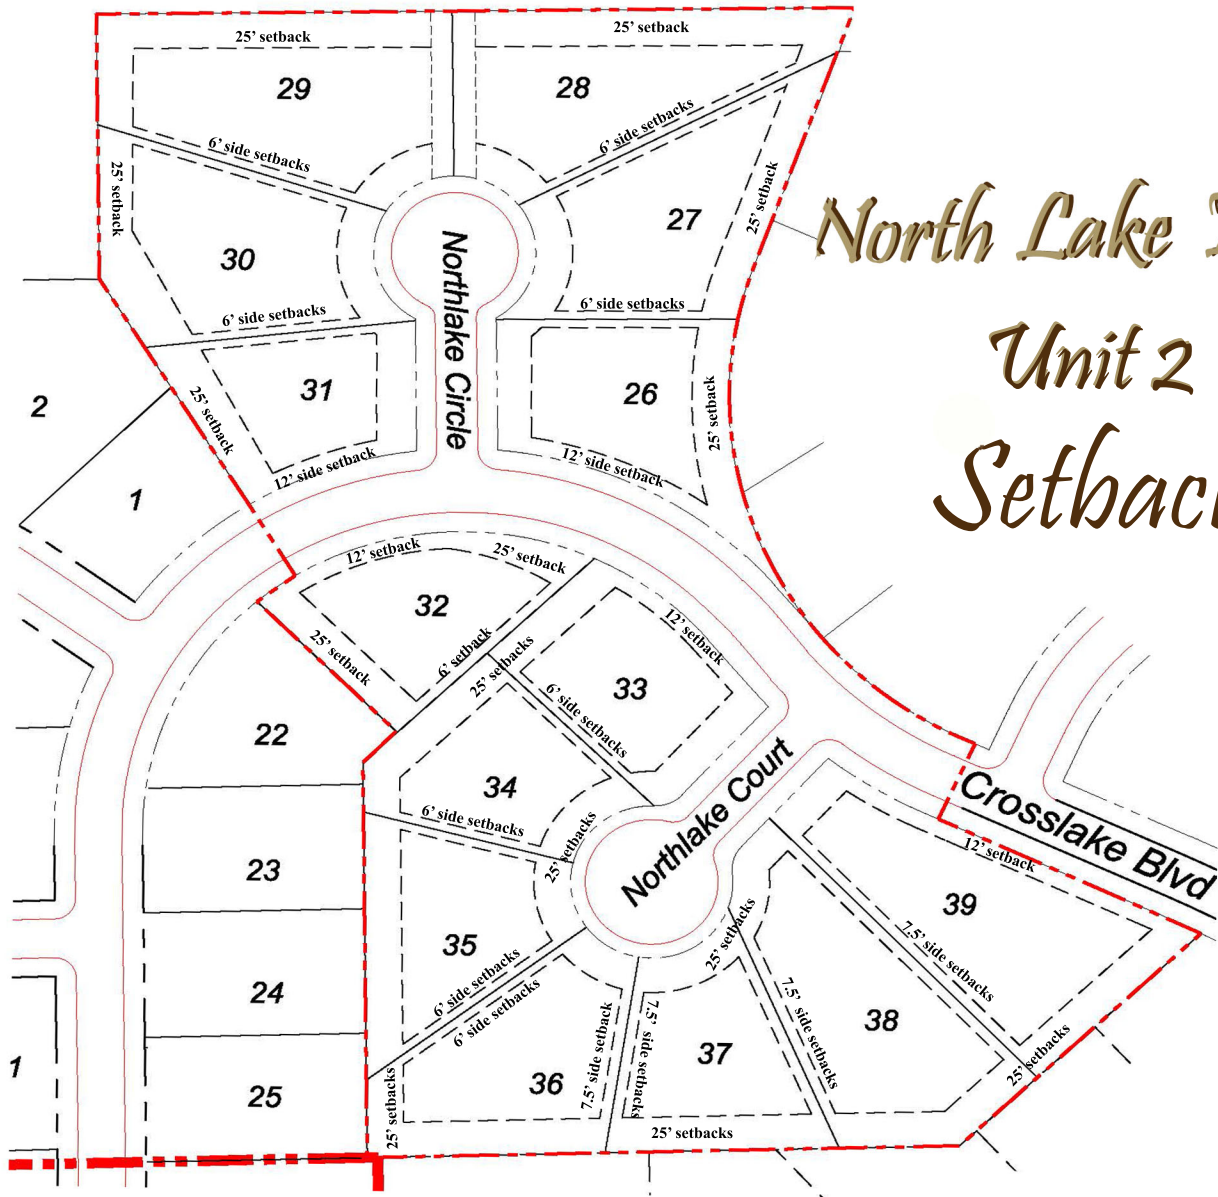 25’ setback
25’ setback
29
28
6’ side setbacks
6’ side setbacks
25’ setback
25’ setback
27
30
North Lake
Northlake Circle
6’ side setbacks
6’ side setbacks
Unit 2
31
26
2
25’ setback
25’ setback
12’ side setback
12’ side setback
1
12’ setback
25’ setback
32
12’ setback
25’ setback
6’ setback
25’ setbacks
33
6’ side setbacks
22
34
Northlake Court
Crosslake Blvd
6’ side setbacks
25’ setbacks
12’ setback
23
39
35
25’ setbacks
7.5’ side setbacks
6’ side setbacks
6’ side setbacks
24
38
7.5’ side setbacks
7.5’ side setback
7.5’ side setbacks
37
36
25’ setbacks
1
25
25’ setbacks
25’ setbacks